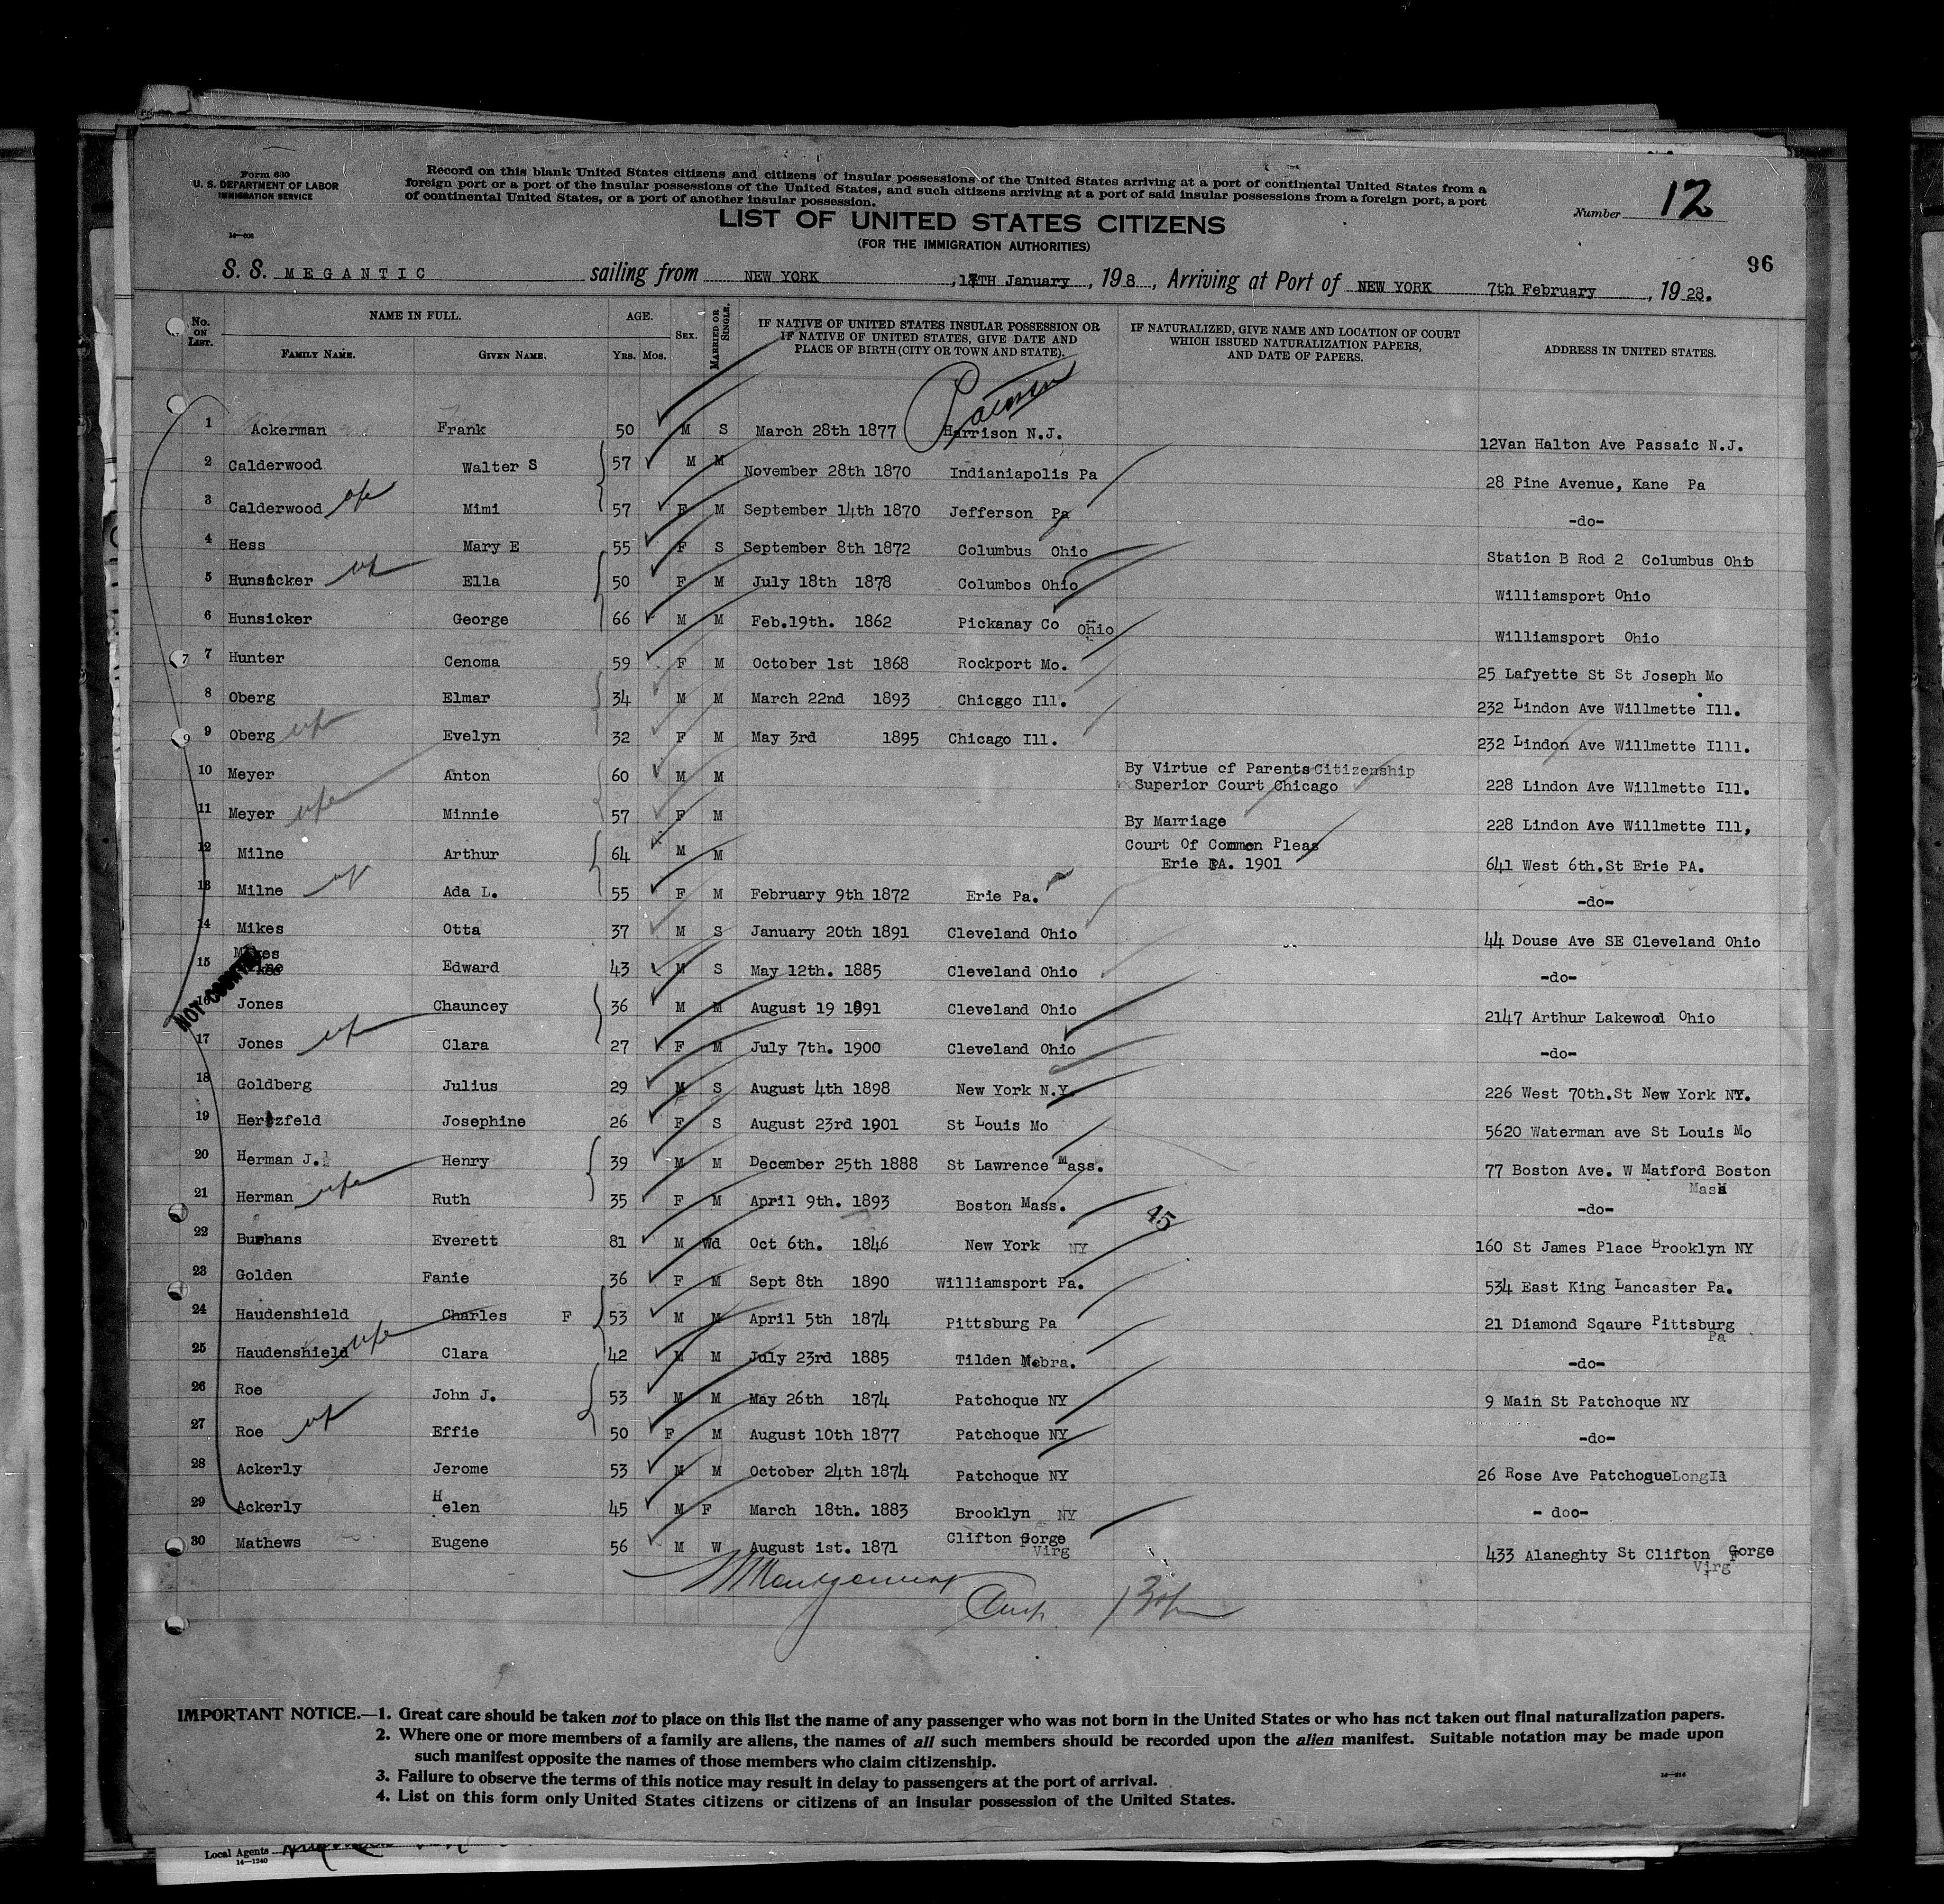 Form 630
U. S. DEPARTMENT OF LABOR
IMMIGRATION SERVICE
Record on this blank United States citizens and citizens of insular possessions of the United States arriving at a port of continental United States from a
foreign port or a port of the insular possessions of the United States, and such citizens arriving at a port of said insular possessions from a foreign port, a port
of continental United States, or a port of another insular possession.
LIST OF UNITED STATES CITIZENS
(FOR THE IMMIGRATION AUTHORITIES)
Number 12
96
S. S. MEGANTIC sailing from NEW YORK , 17TH January , 19 8 , Arriving at Port of NEW YORK 7th February , 19 28.
No. ON LIST.
NAME IN FULL.
FAMILY NAME. GIVEN NAME.
AGE.
Yrs. Mos.
SEX.
MARRIED OR SINGLE.
IF NATIVE OF UNITED STATES INSULAR POSSESSION OR
IF NATIVE OF UNITED STATES, GIVE DATE AND
PLACE OF BIRTH (CITY OR TOWN AND STATE).
IF NATURALIZED, GIVE NAME AND LOCATION OF COURT
WHICH ISSUED NATURALIZATION PAPERS,
AND DATE OF PAPERS.
ADDRESS IN UNITED STATES.
1 Ackerman Frank 50 M S March 28th 1877 Harrison N.J. 12Van Halton Ave Passaic N.J.
2 Calderwood Walter S 57 M M November 28th 1870 Indianiapolis Pa 28 Pine Avenue, Kane Pa
3 Calderwood Mimi 57 F M September 14th 1870 Jefferson Pa -do-
4 Hess Mary E 55 F S September 8th 1872 Columbus Ohio Station B Rod 2 Columbus Ohio
5 Hunsicker Ella 50 F M July 18th 1878 Columbos Ohio Williamsport Ohio
6 Hunsicker George 66 M M Feb.19th. 1862 Pickanay Co Ohio Williamsport Ohio
7 Hunter Cenoma 59 F M October 1st 1868 Rockport Mo. 25 Lafyette St St Joseph Mo
8 Oberg Elmar 34 M M March 22nd 1893 Chicggo Ill. 232 Lindon Ave Willmette Ill.
9 Oberg Evelyn 32 F M May 3rd 1895 Chicago Ill. 232 Lindon Ave Willmette Illl.
10 Meyer Anton 60 M M By Virtue of Parents Citizenship Superior Court Chicago 228 Lindon Ave Willmette Ill.
11 Meyer Minnie 57 F M By Marriage 228 Lindon Ave Willmette Ill,
12 Milne Arthur 64 M M Court Of Common Pleas Erie PA. 1901 641 West 6th.St Erie PA.
13 Milne Ada L. 55 F M February 9th 1872 Erie Pa. -do-
14 Mikes Otta 37 M S January 20th 1891 Cleveland Ohio 44 Douse Ave SE Cleveland Ohio
15 Mikes Edward 43 M S May 12th. 1885 Cleveland Ohio -do-
NOT COUNTED
16 Jones Chauncey 36 M M August 19 1891 Cleveland Ohio 2147 Arthur Lakewood Ohio
17 Jones Clara 27 F M July 7th. 1900 Cleveland Ohio -do-
18 Goldberg Julius 29 M S August 4th 1898 New York N.Y. 226 West 70th.St New York NY.
19 Hertzfeld Josephine 26 F S August 23rd 1901 St Louis Mo 5620 Waterman ave St Louis Mo
20 Herman J. Henry 39 M M December 25th 1888 St Lawrence Mass. 77 Boston Ave. W Matford Boston Mass
21 Herman Ruth 35 F M April 9th. 1893 Boston Mass. -do-
45
22 Burhans Everett 81 M Wd Oct 6th. 1846 New York NY 160 St James Place Brooklyn NY
23 Golden Fanie 36 F M Sept 8th 1890 Williamsport Pa. 534 East King Lancaster Pa.
24 Haudenshield Charles F 53 M M April 5th 1874 Pittsburg Pa 21 Diamond Sqaure Pittsburg Pa
25 Haudenshield Clara 42 M M July 23rd 1885 Tilden Nebra. -do-
26 Roe John J. 53 M M May 26th 1874 Patchoque NY 9 Main St Patchoque NY
27 Roe Effie 50 F M August 10th 1877 Patchoque NY -do-
28 Ackerly Jerome 53 M M October 24th 1874 Patchoque NY 26 Rose Ave Patchogue Long Il
29 Ackerly Helen 45 M F March 18th. 1883 Brooklyn NY - doo-
30 Mathews Eugene 56 M W August 1st. 1871 Clifton Gorge Virg 433 Alaneghty St Clifton Gorge Virg
Montgomery
IMPORTANT NOTICE.—1. Great care should be taken not to place on this list the name of any passenger who was not born in the United States or who has not taken out final naturalization papers.
2. Where one or more members of a family are aliens, the names of all such members should be recorded upon the alien manifest. Suitable notation may be made upon
such manifest opposite the names of those members who claim citizenship.
3. Failure to observe the terms of this notice may result in delay to passengers at the port of arrival.
4. List on this form only United States citizens or citizens of an insular possession of the United States.
Local Agents
14—1240